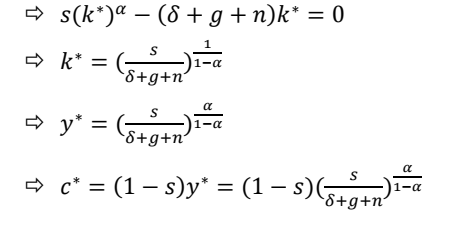 ⇨ s(k*)^α − (δ + g + n)k* = 0
⇨ k* = (s/(δ+g+n))^(1/(1−α))
⇨ y* = (s/(δ+g+n))^(α/(1−α))
⇨ c* = (1 − s)y* = (1 − s)(s/(δ+g+n))^(α/(1−α))